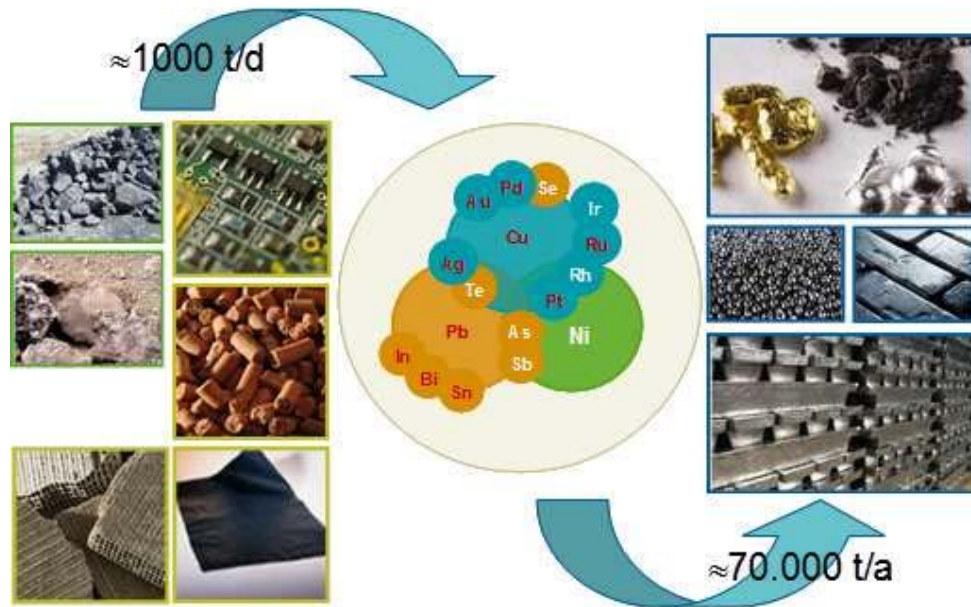 ≈1000 t/d
Pd
Se
Au
Ir
Cu
Ru
Ag
Rh
Te
Pt
Pb
As
Ni
In
Sb
Bi
Sn
≈70.000 t/a